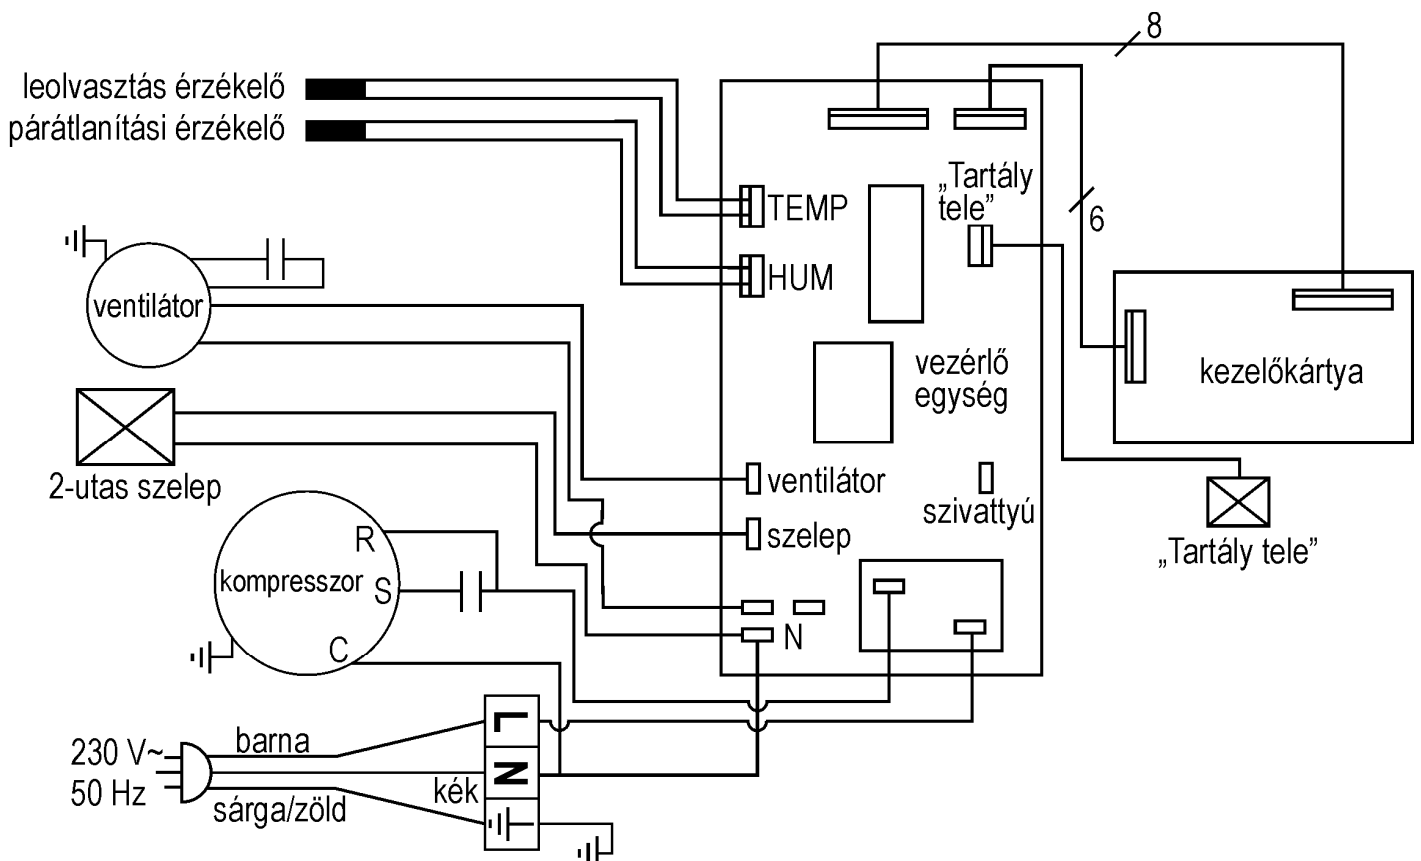 8
leolvasztás érzékelő
párátlanítási érzékelő
„Tartály
tele”
TEMP
6
HUM
ventilátor
vezérlő
egység
kezelőkártya
2-utas szelep
ventilátor
szivattyú
szelep
„Tartály tele”
R
kompresszor
S
N
C
L
barna
230 V~
N
50 Hz
kék
sárga/zöld